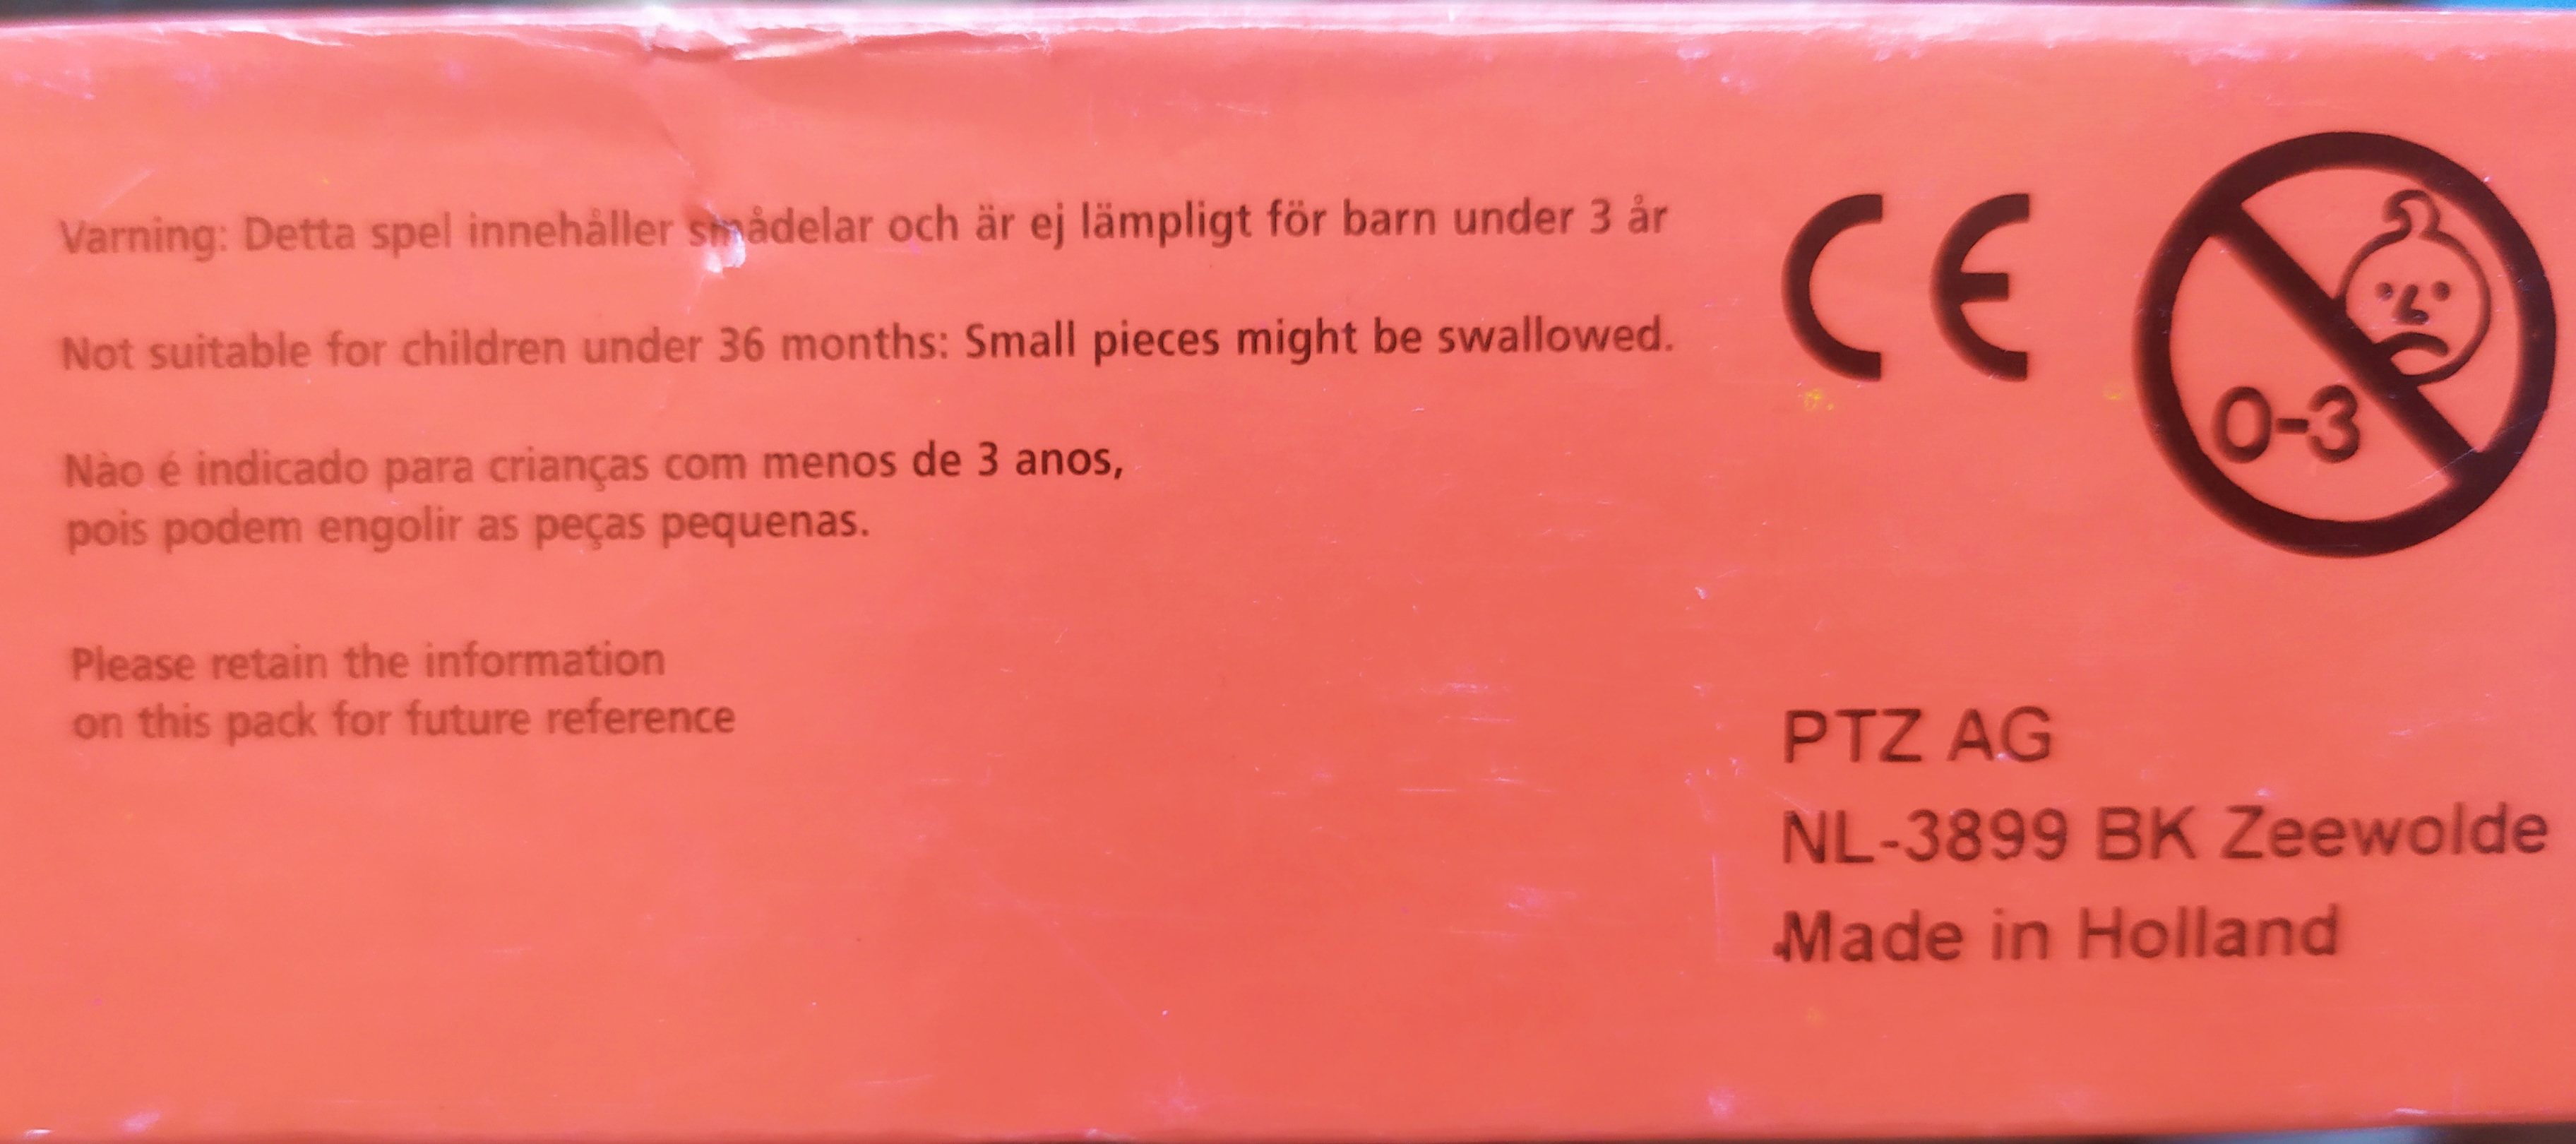 Varning: Detta spel innehåller smådelar och är ej lämpligt för barn under 3 år
Not suitable for children under 36 months: Small pieces might be swallowed.
Não é indicado para crianças com menos de 3 anos,
pois podem engolir as peças pequenas.
Please retain the information
on this pack for future reference
CE
0-3
PTZ AG
NL-3899 BK Zeewolde
Made in Holland